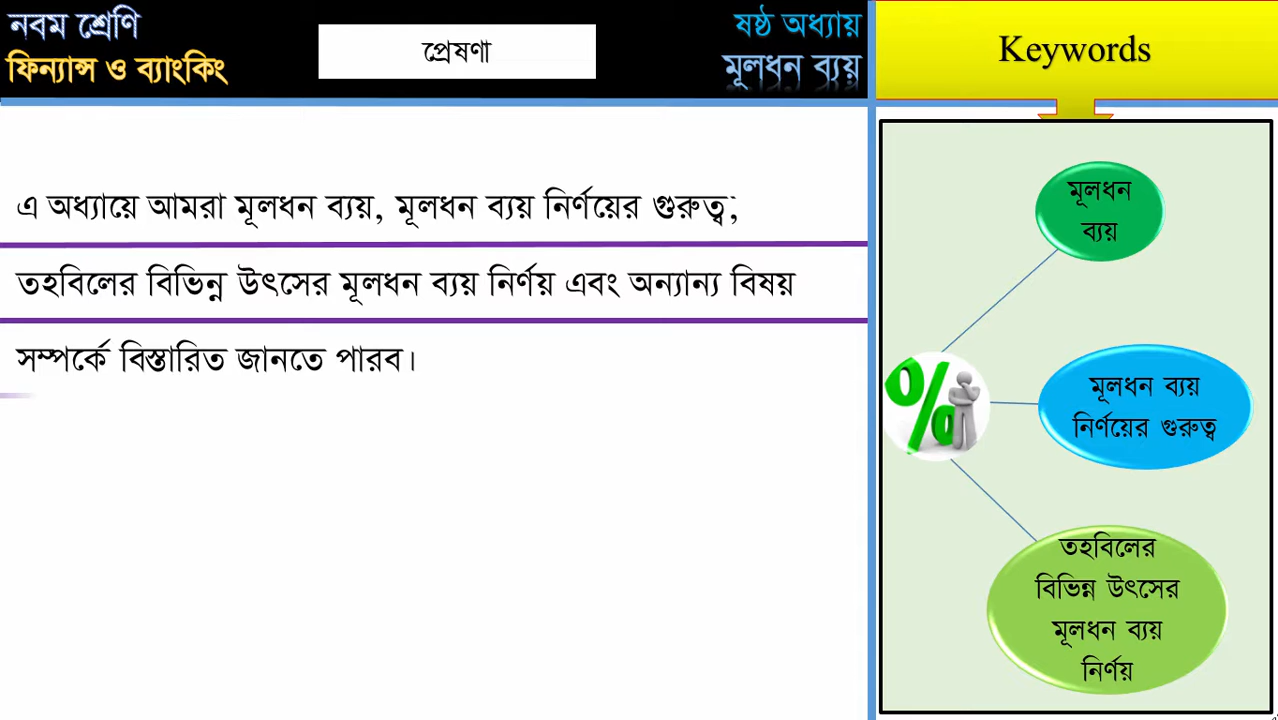 নবম শ্রেণি
ফিন্যান্স ও ব্যাংকিং
প্রেষণা
ষষ্ঠ অধ্যায়
মূলধন ব্যয়
এ অধ্যায়ে আমরা মূলধন ব্যয়, মূলধন ব্যয় নির্ণয়ের গুরুত্ব;
তহবিলের বিভিন্ন উৎসের মূলধন ব্যয় নির্ণয় এবং অন্যান্য বিষয়
সম্পর্কে বিস্তারিত জানতে পারব।
Keywords
মূলধন
ব্যয়
%
মূলধন ব্যয়
নির্ণয়ের গুরুত্ব
তহবিলের
বিভিন্ন উৎসের
মূলধন ব্যয়
নির্ণয়